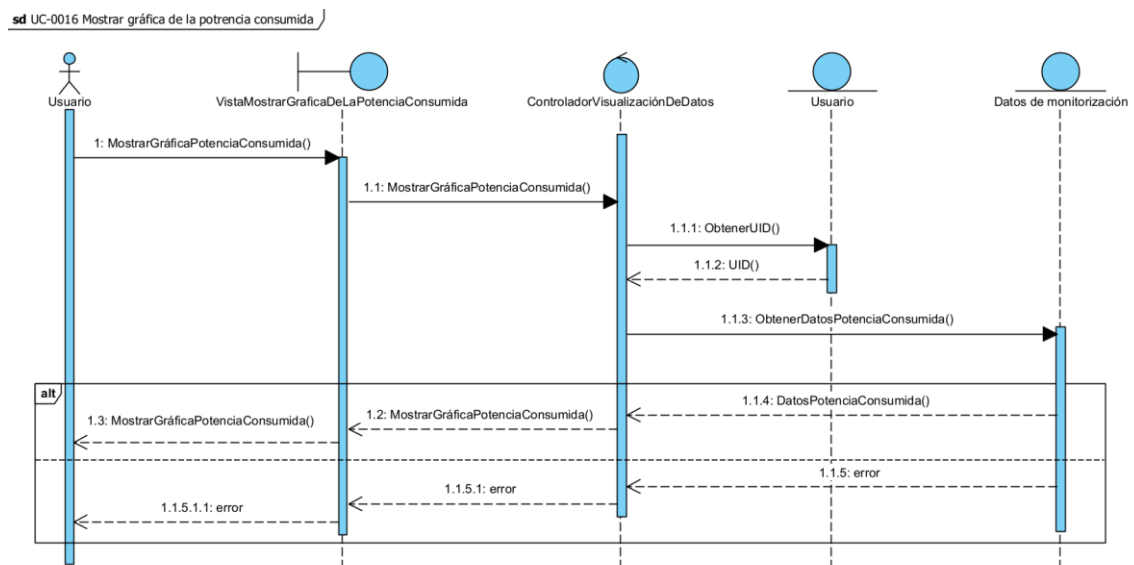 sd UC-0016 Mostrar gráfica de la potrencia consumida
Usuario
VistaMostrarGraficaDeLaPotenciaConsumida
ControladorVisualizaciónDeDatos
Usuario
Datos de monitorización
1: MostrarGráficaPotenciaConsumida()
1.1: MostrarGráficaPotenciaConsumida()
1.1.1: ObtenerUID()
1.1.2: UID()
1.1.3: ObtenerDatosPotenciaConsumida()
alt
1.1.4: DatosPotenciaConsumida()
1.2: MostrarGráficaPotenciaConsumida()
1.3: MostrarGráficaPotenciaConsumida()
1.1.5: error
1.1.5.1: error
1.1.5.1.1: error